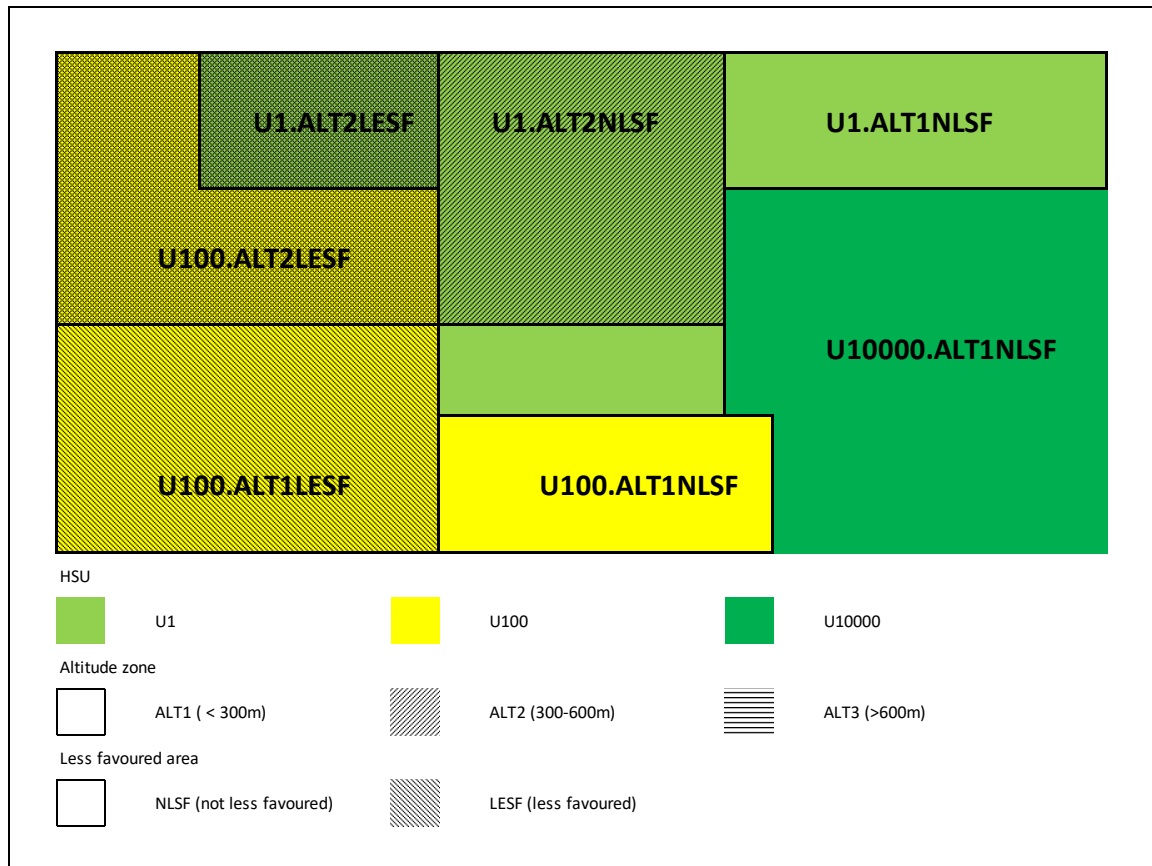 U1.ALT2LESF
U1.ALT2NLSF
U1.ALT1NLSF
U100.ALT2LESF
U10000.ALT1NLSF
U100.ALT1LESF
U100.ALT1NLSF
HSU
U1
U100
U10000
Altitude zone
ALT1 ( < 300m)
ALT2 (300-600m)
ALT3 (>600m)
Less favoured area
NLSF (not less favoured)
LESF (less favoured)